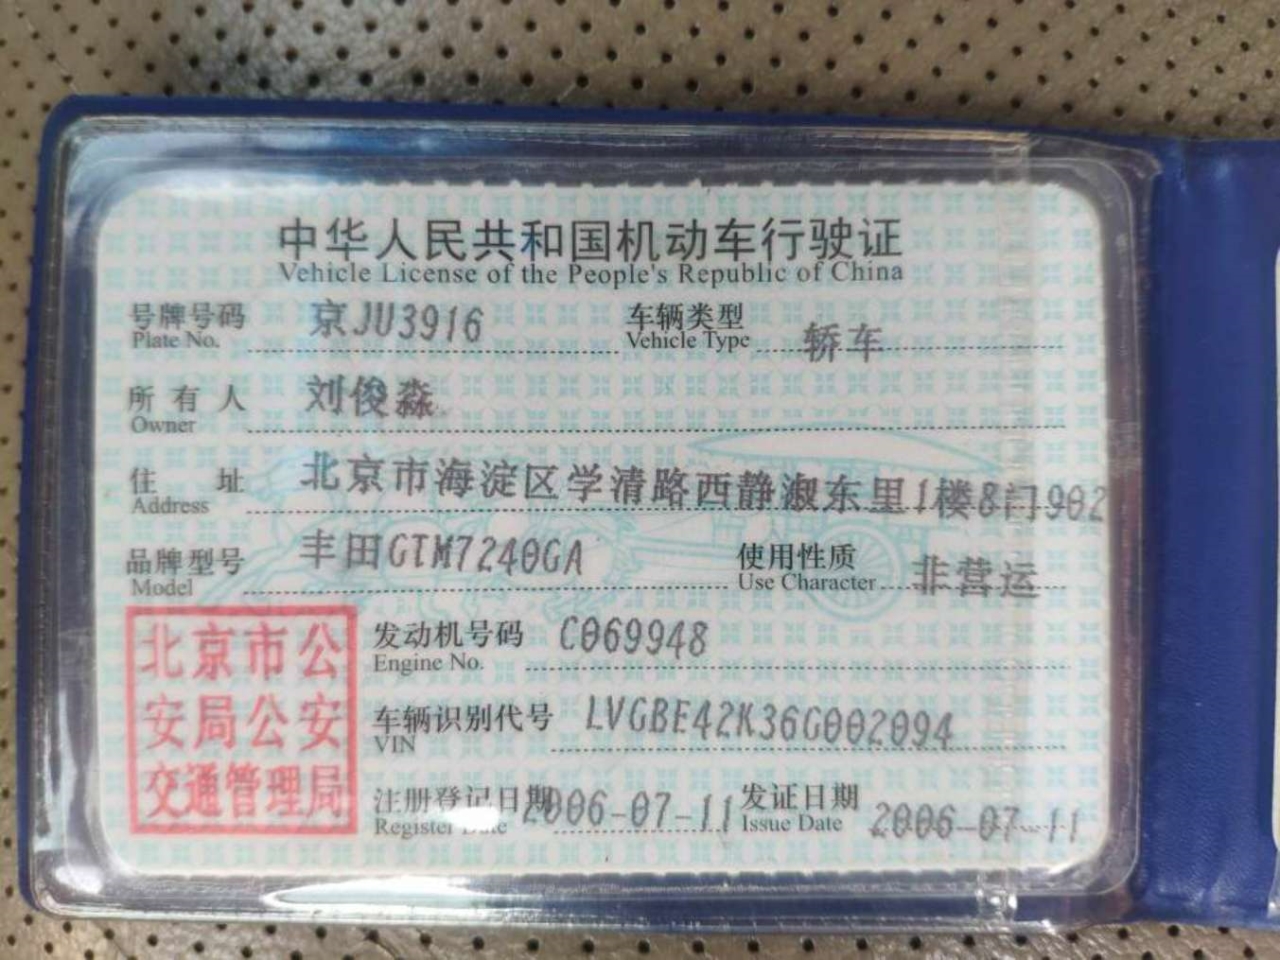 中华人民共和国机动车行驶证
Vehicle License of the People's Republic of China
号牌号码 京JU3916 车辆类型 轿车
Plate No. Vehicle Type
所有人 刘俊淼
Owner
住址 北京市海淀区学清路西静淑东里1楼8门902
Address
品牌型号 丰田GTM7240GA 使用性质 非营运
Model Use Character
发动机号码 C069948
Engine No.
车辆识别代号 LVGBE42K36G002094
VIN
注册登记日期 2006-07-11 发证日期 2006-07-11
Register Date Issue Date
北京市公
安局公安
交通管理局